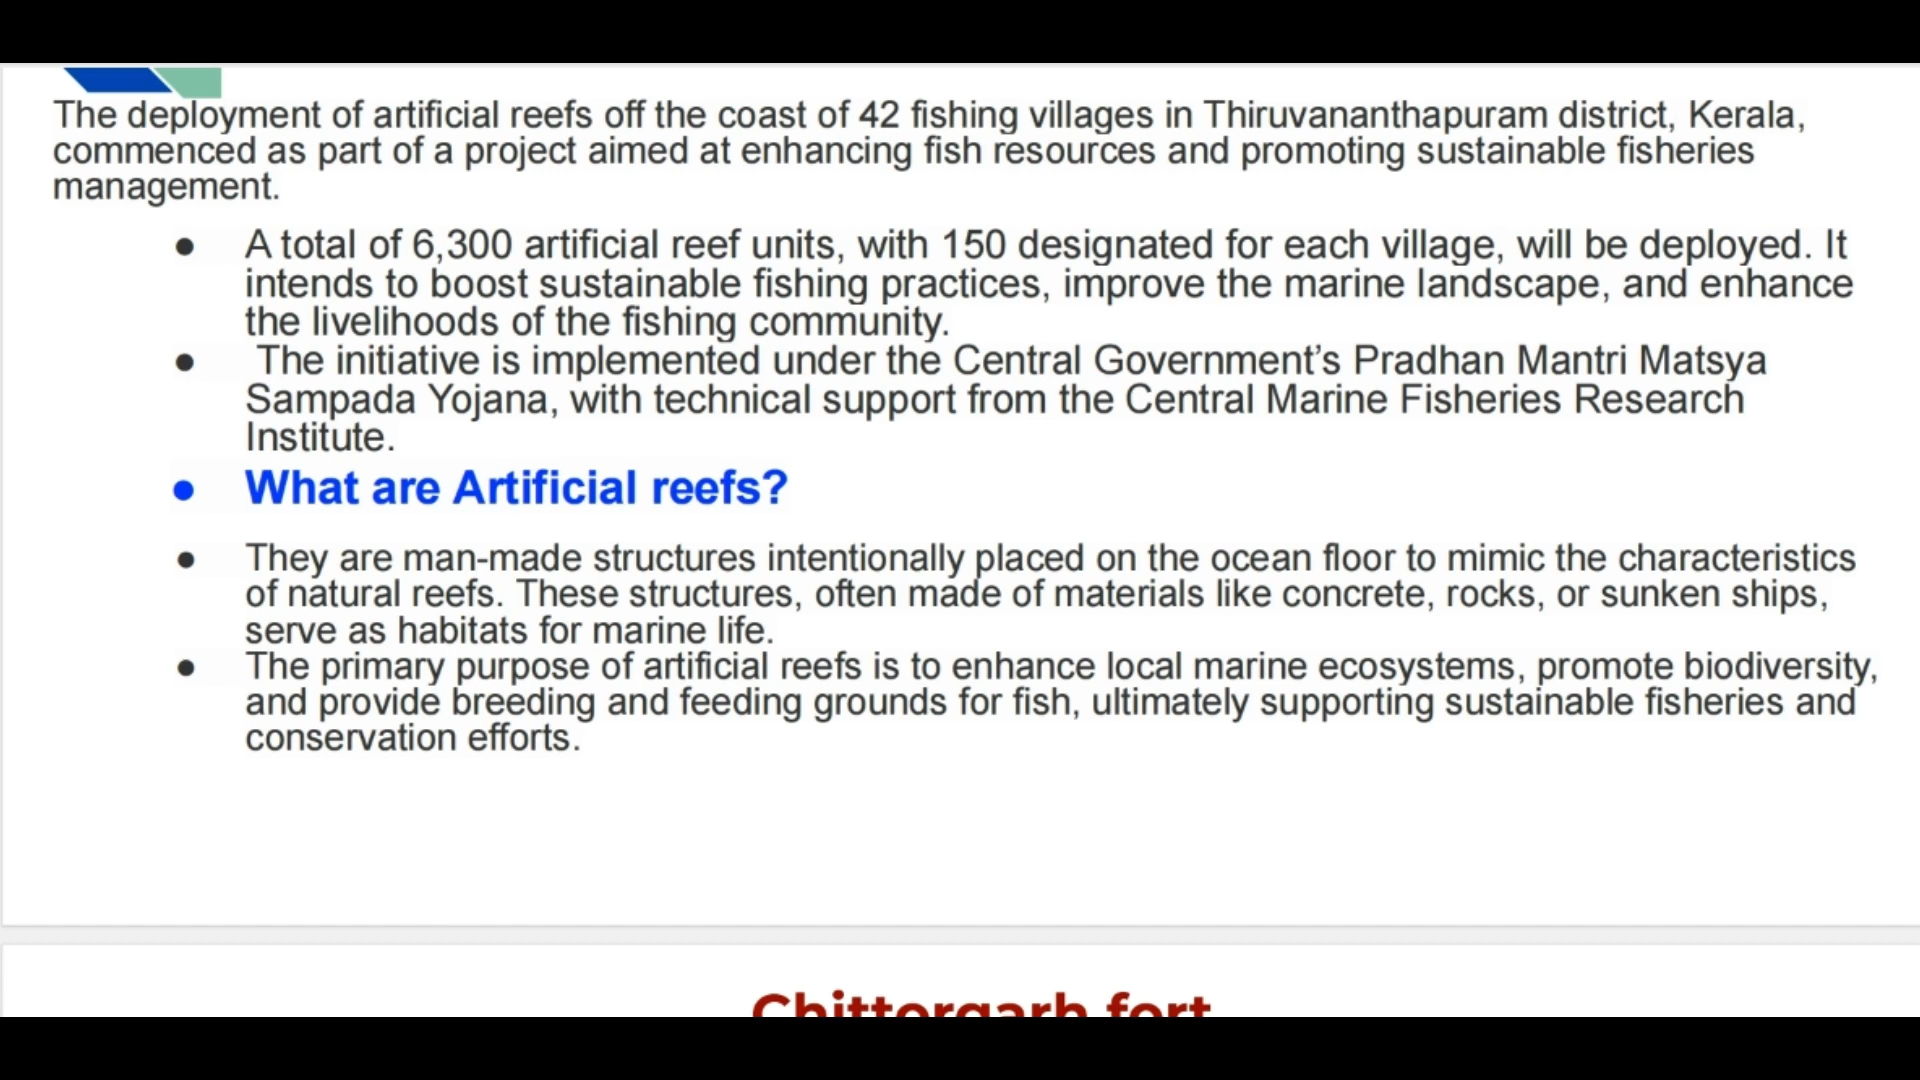 The deployment of artificial reefs off the coast of 42 fishing villages in Thiruvananthapuram district, Kerala,
commenced as part of a project aimed at enhancing fish resources and promoting sustainable fisheries
management.
● A total of 6,300 artificial reef units, with 150 designated for each village, will be deployed. It
intends to boost sustainable fishing practices, improve the marine landscape, and enhance
the livelihoods of the fishing community.
● The initiative is implemented under the Central Government’s Pradhan Mantri Matsya
Sampada Yojana, with technical support from the Central Marine Fisheries Research
Institute.
● What are Artificial reefs?
● They are man-made structures intentionally placed on the ocean floor to mimic the characteristics
of natural reefs. These structures, often made of materials like concrete, rocks, or sunken ships,
serve as habitats for marine life.
● The primary purpose of artificial reefs is to enhance local marine ecosystems, promote biodiversity,
and provide breeding and feeding grounds for fish, ultimately supporting sustainable fisheries and
conservation efforts.
Chittorgarh fort